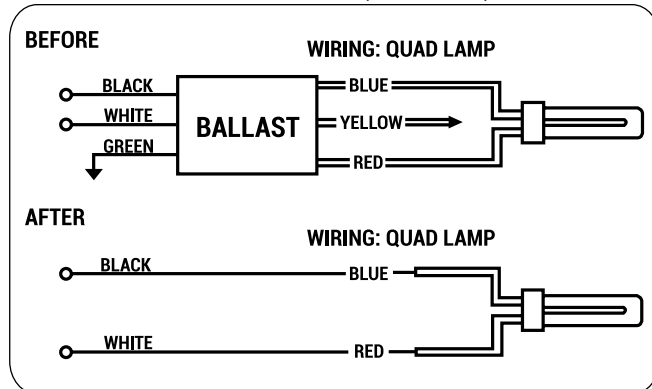 BEFORE
WIRING: QUAD LAMP
BLACK
BLUE
WHITE
BALLAST
YELLOW
GREEN
RED
AFTER
WIRING: QUAD LAMP
BLACK
BLUE
WHITE
RED